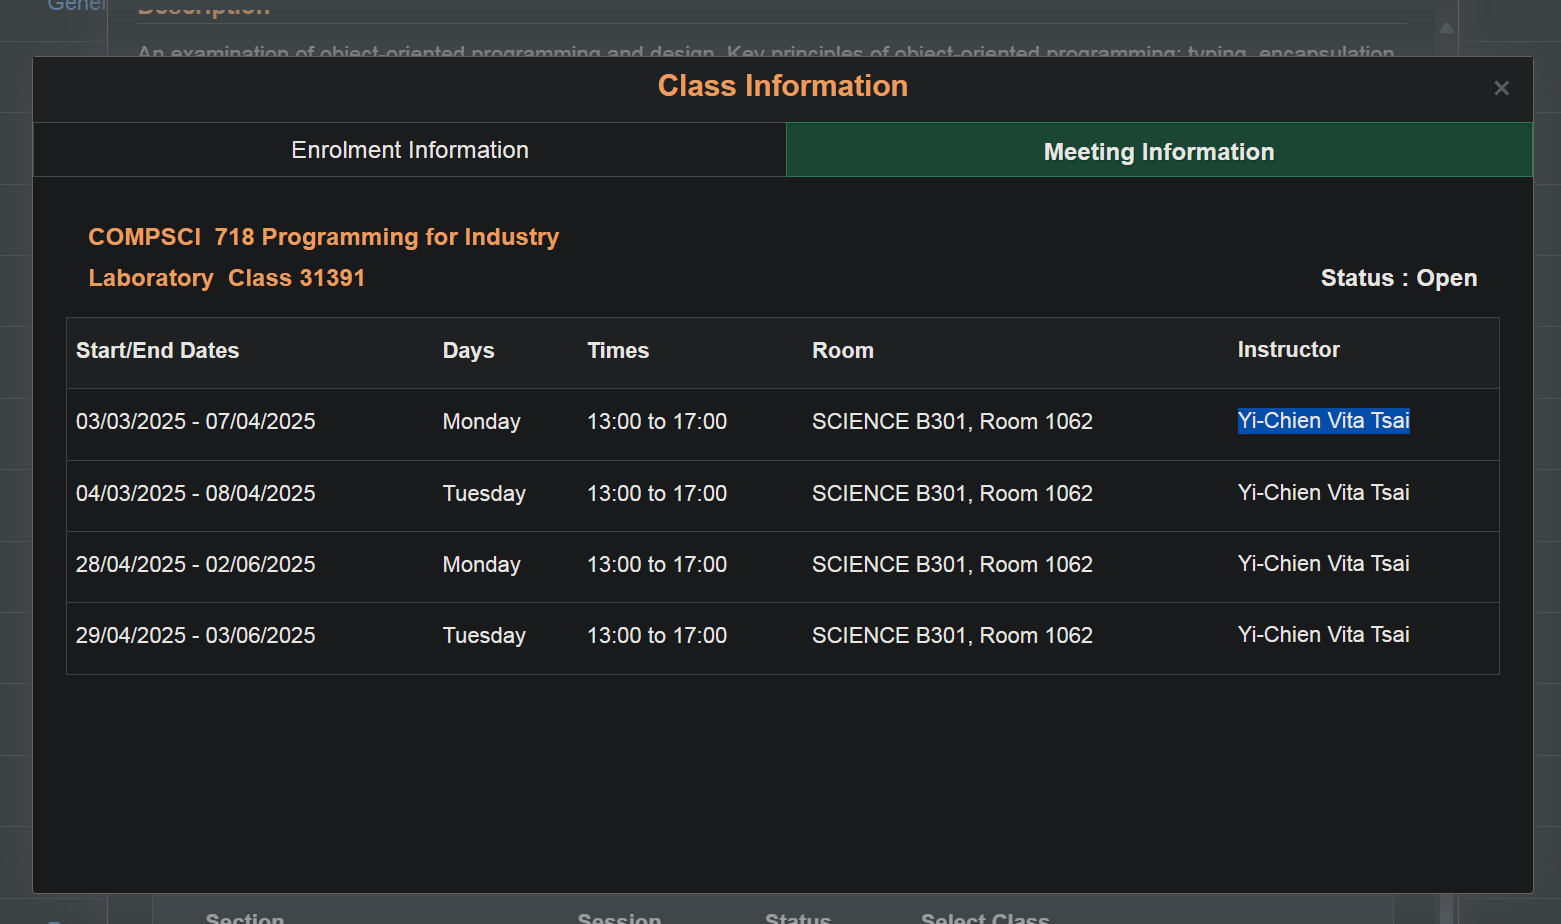 Gener
Description
An examination of object-oriented programming and design. Key principles of object-oriented programming: typing, encapsulation,
Class Information ×
Enrolment Information Meeting Information
COMPSCI 718 Programming for Industry
Laboratory Class 31391 Status : Open
Start/End Dates Days Times Room Instructor
03/03/2025 - 07/04/2025 Monday 13:00 to 17:00 SCIENCE B301, Room 1062 Yi-Chien Vita Tsai
04/03/2025 - 08/04/2025 Tuesday 13:00 to 17:00 SCIENCE B301, Room 1062 Yi-Chien Vita Tsai
28/04/2025 - 02/06/2025 Monday 13:00 to 17:00 SCIENCE B301, Room 1062 Yi-Chien Vita Tsai
29/04/2025 - 03/06/2025 Tuesday 13:00 to 17:00 SCIENCE B301, Room 1062 Yi-Chien Vita Tsai
Section Session Status Select Class